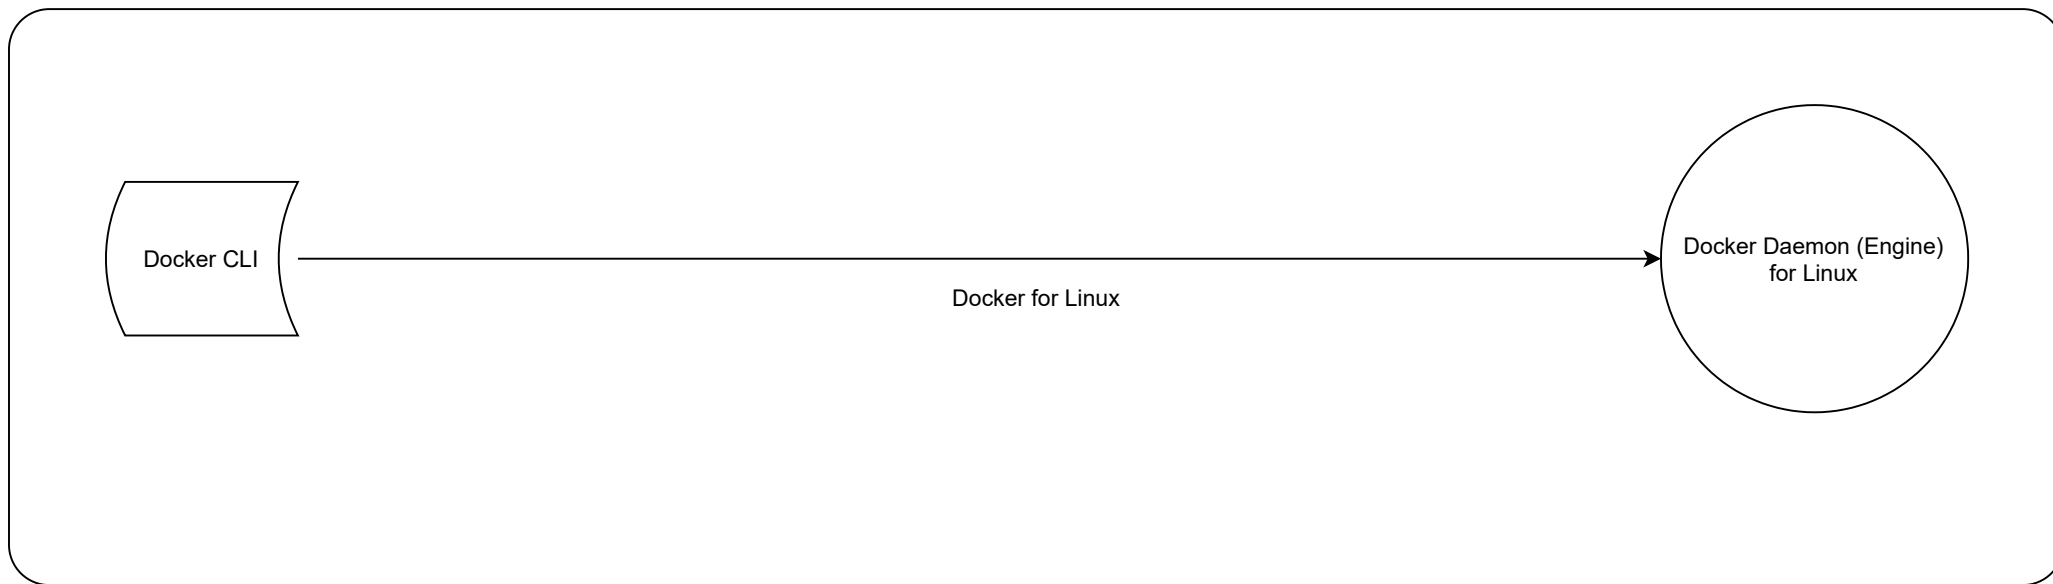 Docker CLI
Docker for Linux
Docker Daemon (Engine)
for Linux